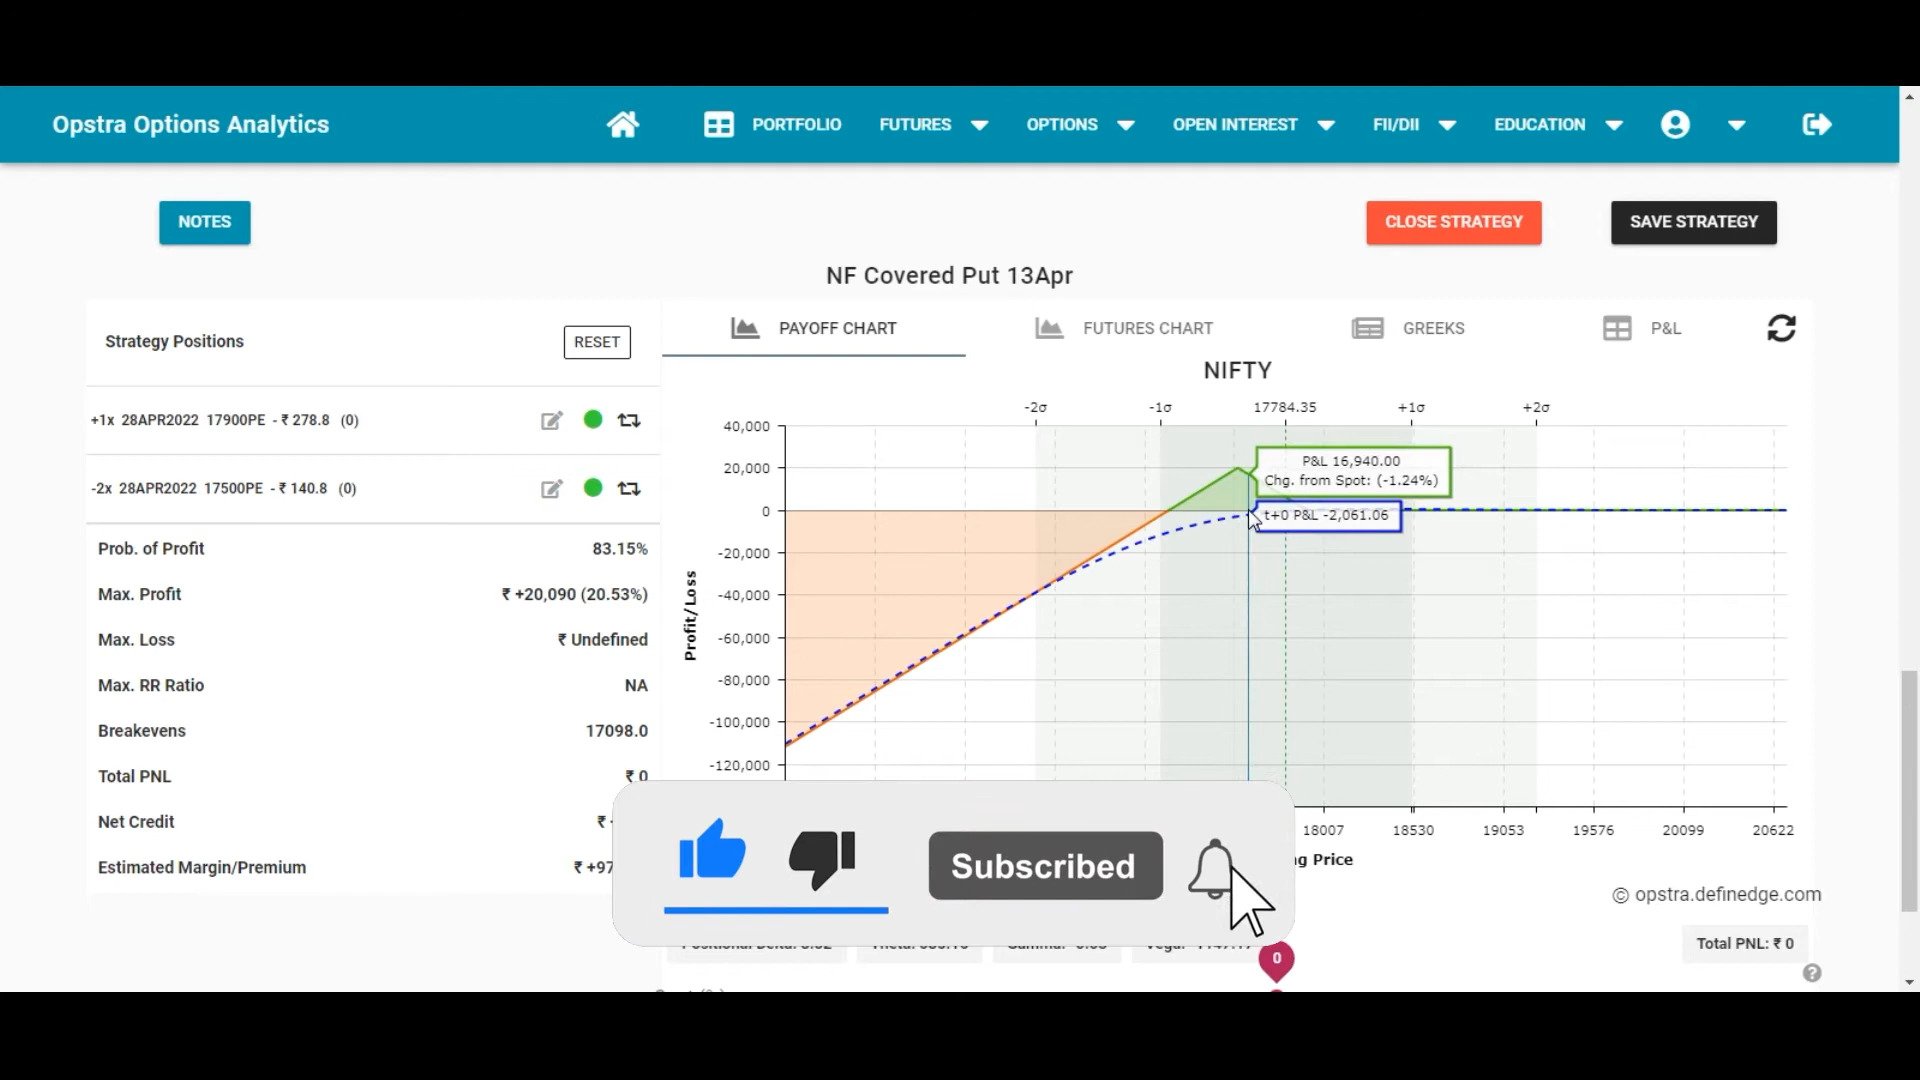 Opstra Options Analytics
PORTFOLIO
FUTURES
OPTIONS
OPEN INTEREST
FII/DII
EDUCATION
NOTES
CLOSE STRATEGY
SAVE STRATEGY
NF Covered Put 13Apr
Strategy Positions
RESET
+1x 28APR2022 17900PE - ₹ 278.8 (0)
-2x 28APR2022 17500PE - ₹ 140.8 (0)
Prob. of Profit 83.15%
Max. Profit ₹ +20,090 (20.53%)
Max. Loss ₹ Undefined
Max. RR Ratio NA
Breakevens 17098.0
Total PNL ₹ 0
Net Credit ₹
Estimated Margin/Premium ₹ +97
PAYOFF CHART
FUTURES CHART
GREEKS
P&L
NIFTY
-2σ -1σ 17784.35 +1σ +2σ
40,000
20,000
0
-20,000
-40,000
-60,000
-80,000
-100,000
-120,000
Profit/Loss
P&L 16,940.00
Chg. from Spot: (-1.24%)
t+0 P&L -2,061.06
18007 18530 19053 19576 20099 20622
ng Price
© opstra.definedge.com
Subscribed
Total PNL: ₹ 0
0